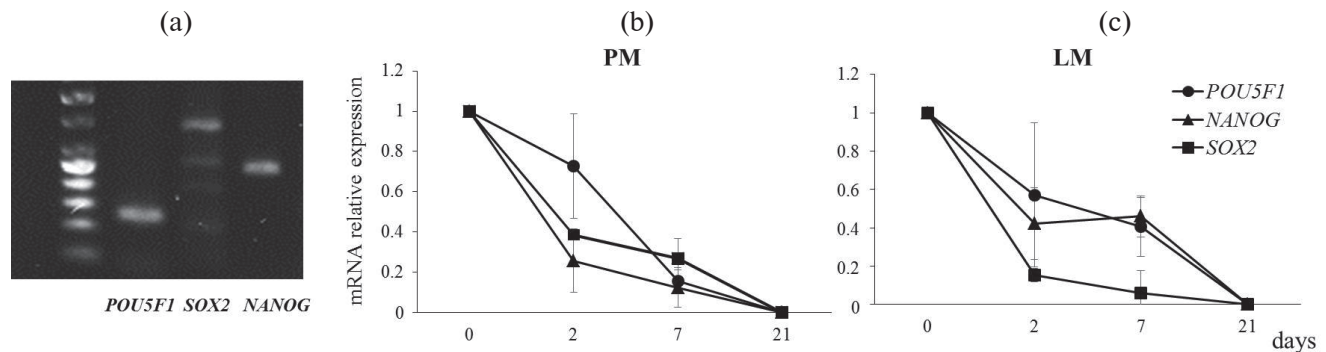 (a)
POU5F1 SOX2 NANOG
(b)
PM
mRNA relative expression
1.2
1
0.8
0.6
0.4
0.2
0
0 2 7 21
(c)
LM
1.2
1
0.8
0.6
0.4
0.2
0
0 2 7 21
days
POU5F1
NANOG
SOX2